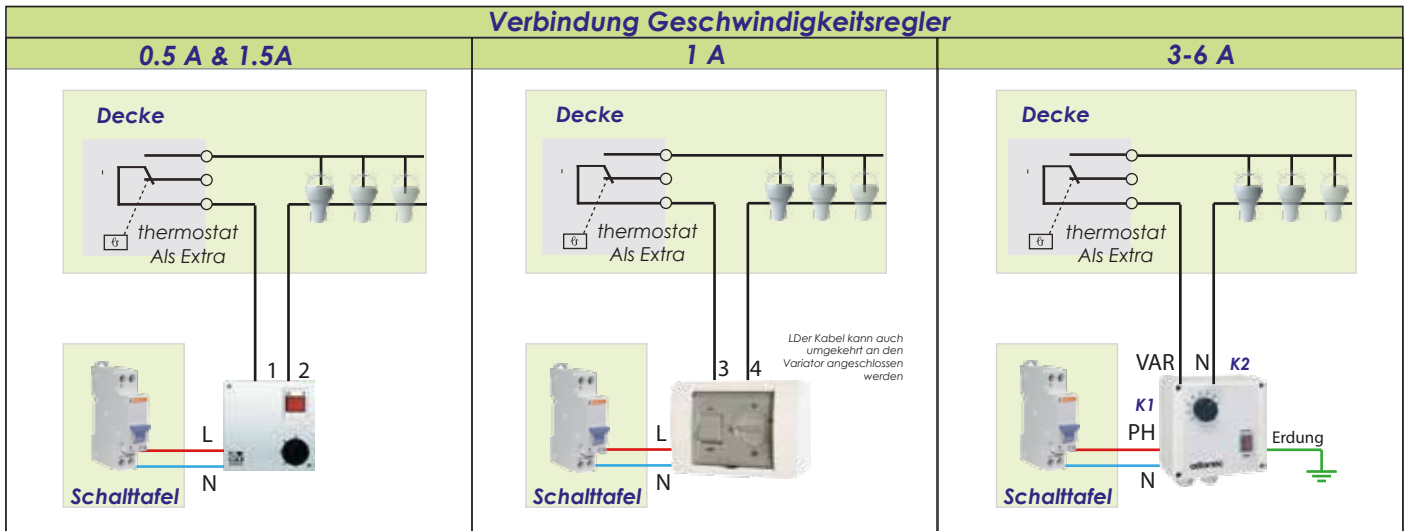 Verbindung Geschwindigkeitsregler
0.5 A & 1.5A
Decke
thermostat
Als Extra
1 2
L
N
Schalttafel
1 A
Decke
thermostat
Als Extra
LDer Kabel kann auch
umgekehrt an den
Variator angeschlossen
werden
3 4
L
N
Schalttafel
3-6 A
Decke
thermostat
Als Extra
VAR N K2
K1
PH
N
Erdung
Schalttafel